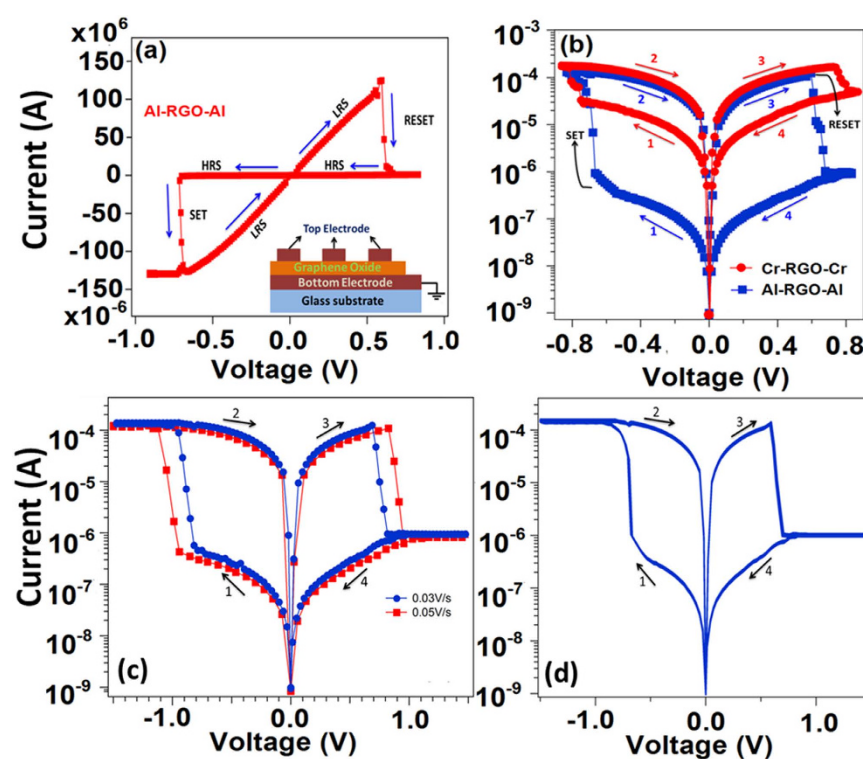 (a)
x10⁶
150
100
50
0
-50
-100
-150
x10⁶
Current (A)
Al-RGO-Al
LRS
RESET
HRS
HRS
SET
LRS
Top Electrode
Graphene Oxide
Bottom Electrode
Glass substrate
-1.0 -0.5 0.0 0.5 1.0
Voltage (V)
(b)
10⁻³
10⁻⁴
10⁻⁵
10⁻⁶
10⁻⁷
10⁻⁸
10⁻⁹
2 3
2 3
SET
RESET
1 4
1 4
Cr-RGO-Cr
Al-RGO-Al
-0.8 -0.4 0.0 0.4 0.8
Voltage (V)
10⁻⁴
10⁻⁵
10⁻⁶
10⁻⁷
10⁻⁸
10⁻⁹
Current (A)
2 3
1 4
0.03V/s
0.05V/s
(c)
-1.0 0.0 1.0
Voltage (V)
10⁻⁴
10⁻⁵
10⁻⁶
10⁻⁷
10⁻⁸
10⁻⁹
2 3
1 4
(d)
-1.0 0.0 1.0
Voltage (V)